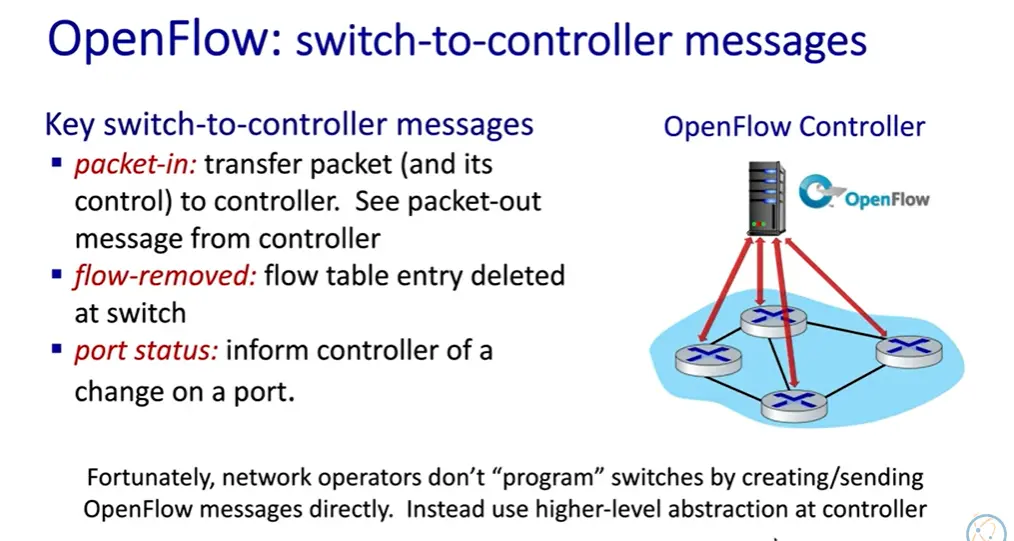 OpenFlow: switch-to-controller messages
Key switch-to-controller messages
▪ packet-in: transfer packet (and its
control) to controller.  See packet-out
message from controller
▪ flow-removed: flow table entry deleted
at switch
▪ port status: inform controller of a
change on a port.
OpenFlow Controller
OpenFlow
Fortunately, network operators don’t “program” switches by creating/sending
OpenFlow messages directly.  Instead use higher-level abstraction at controller